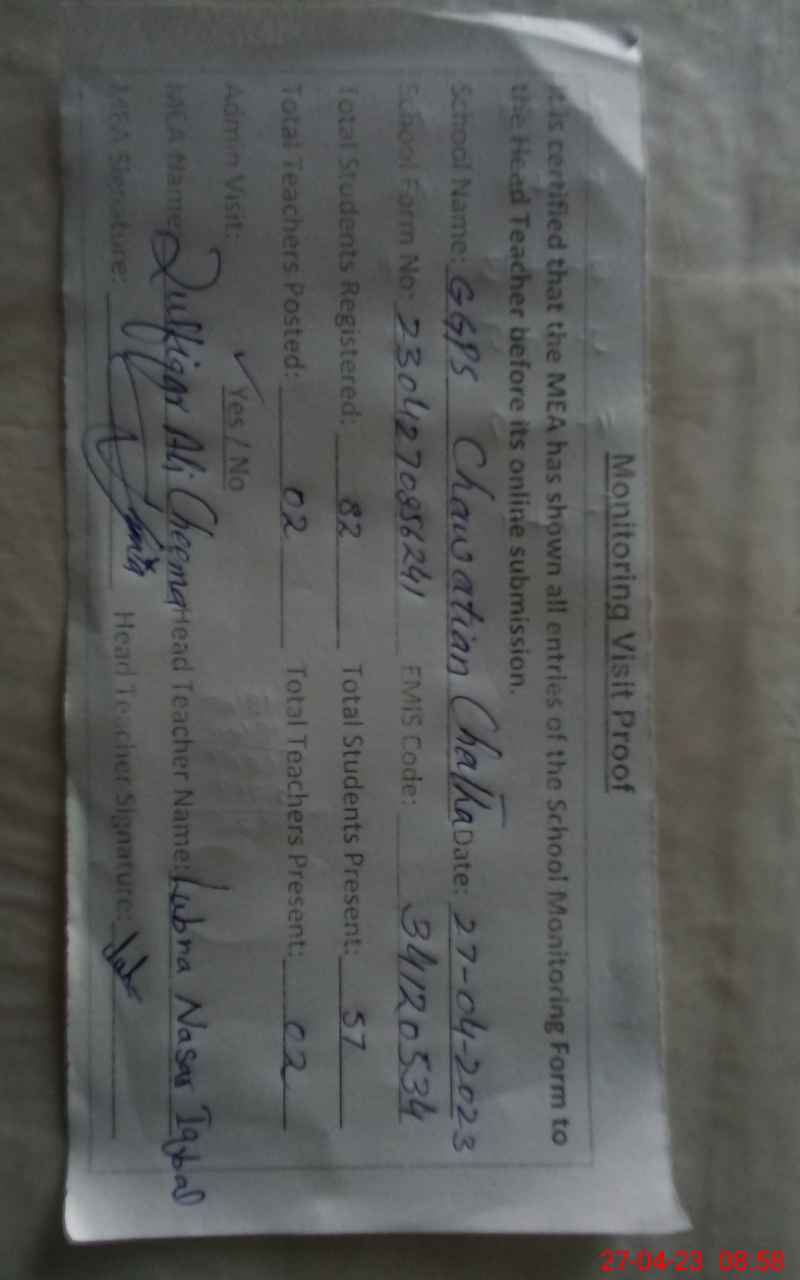 Monitoring Visit Proof
It is certified that the MEA has shown all entries of the School Monitoring Form to
the Head Teacher before its online submission.
School Name: GGPS Chawatian Chatha Date: 27-04-2023
School Form No: 230427086241 EMIS Code: 34120534
Total Students Registered: 82 Total Students Present: 57
Total Teachers Posted: 02 Total Teachers Present: 02
Admin Visit: ✓ Yes / No
MEA Name: Zulfiqar Ali Cheema Head Teacher Name: Lubna Nasar Iqbal
MEA Signature: Head Teacher Signature:
27-04-23 08:58